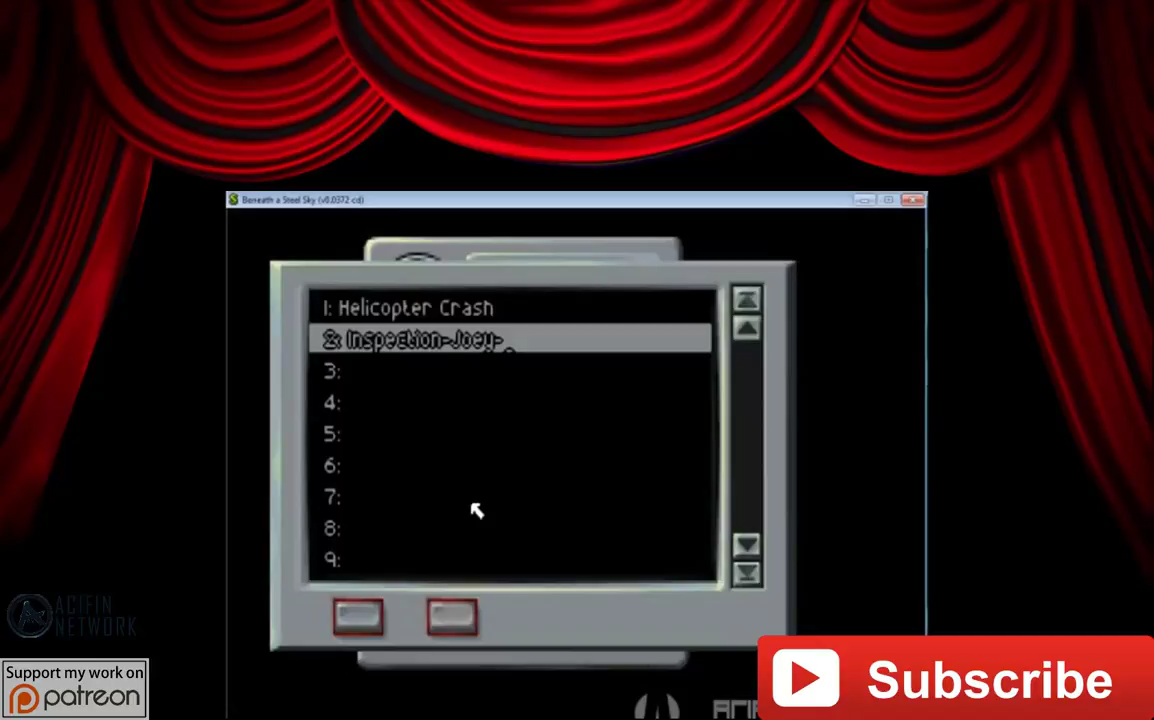 Beneath a Steel Sky (v0.0372 cd)
1: Helicopter Crash
2: Inspection-Joey-_
3:
4:
5:
6:
7:
8:
9:
ACIFIN
NETWORK
Support my work on
patreon
Subscribe